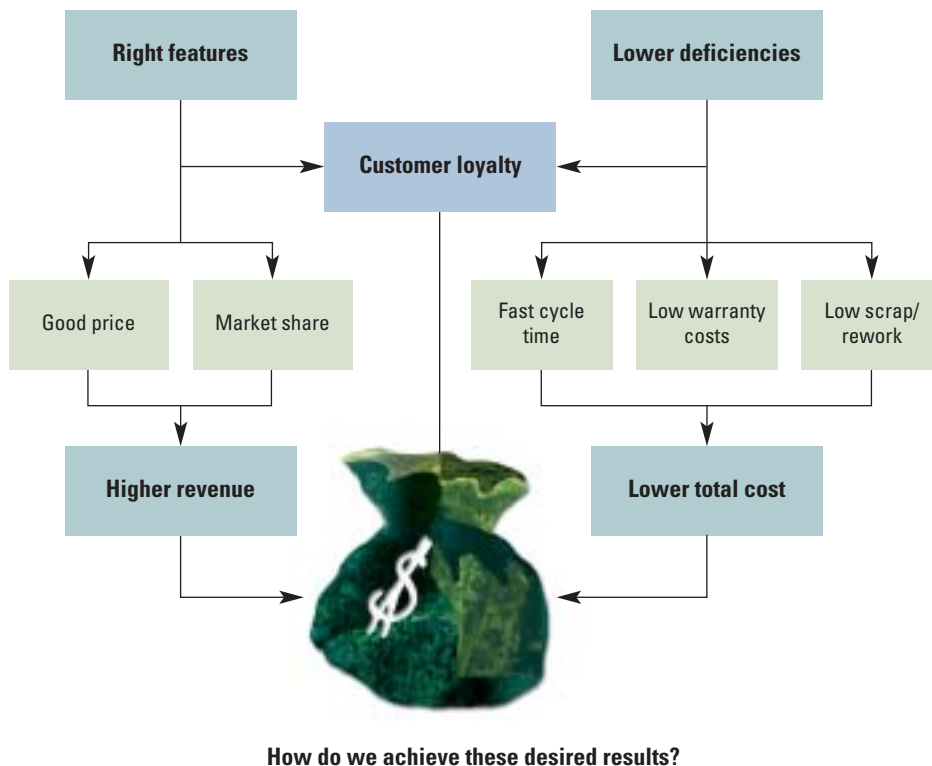 Right features
Lower deficiencies
Customer loyalty
Good price
Market share
Fast cycle
time
Low warranty
costs
Low scrap/
rework
Higher revenue
Lower total cost
$
How do we achieve these desired results?